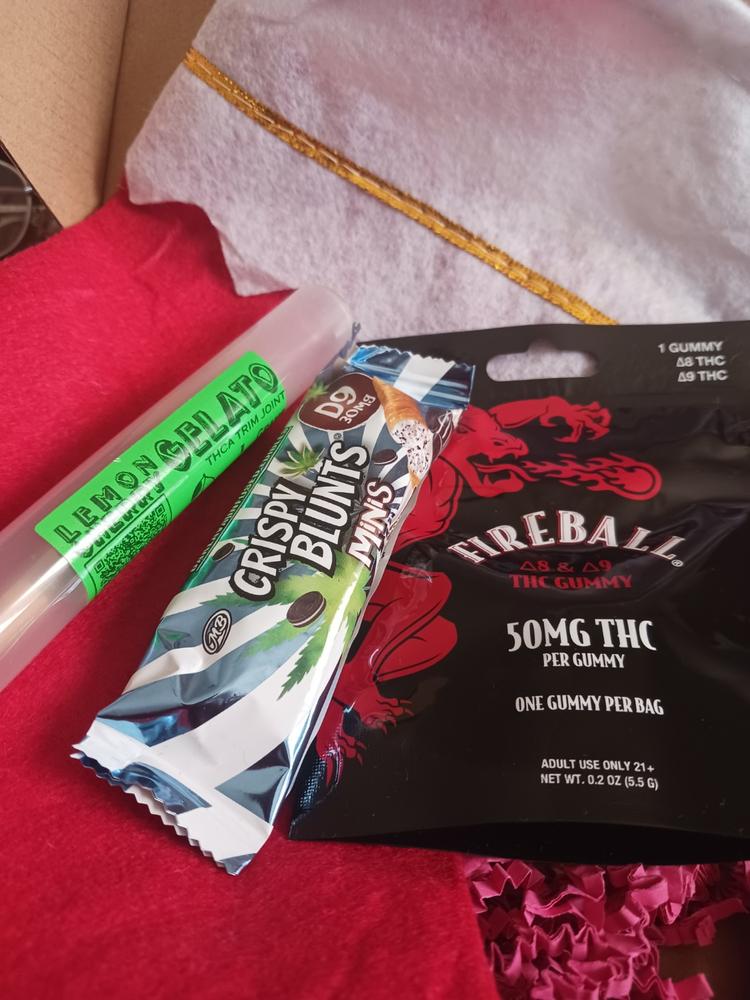 LEMON
CHERRY
GELATO
THCA TRIM JOINT
D9
30MG
CRISPY
BLUNTS
MINIS
MB
1 GUMMY
Δ8 THC
Δ9 THC
FIREBALL®
Δ8 & Δ9
THC GUMMY
50MG THC
PER GUMMY
ONE GUMMY PER BAG
ADULT USE ONLY 21+
NET WT. 0.2 OZ (5.5 G)